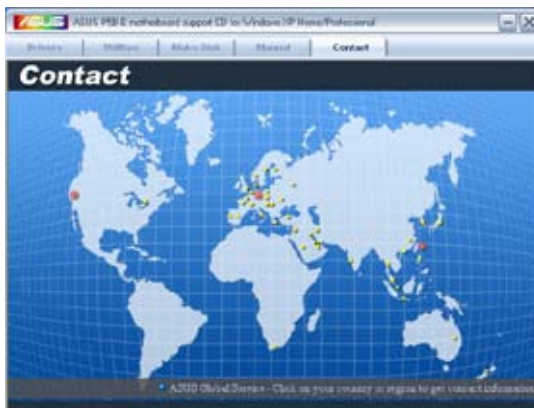 ASUS ASUS P5B-E motherboard support CD for Windows XP Home/Professional
Drivers Utilities Make Disk Manual Contact
Contact
ASUS Global Service - Click on your country or region to get contact information